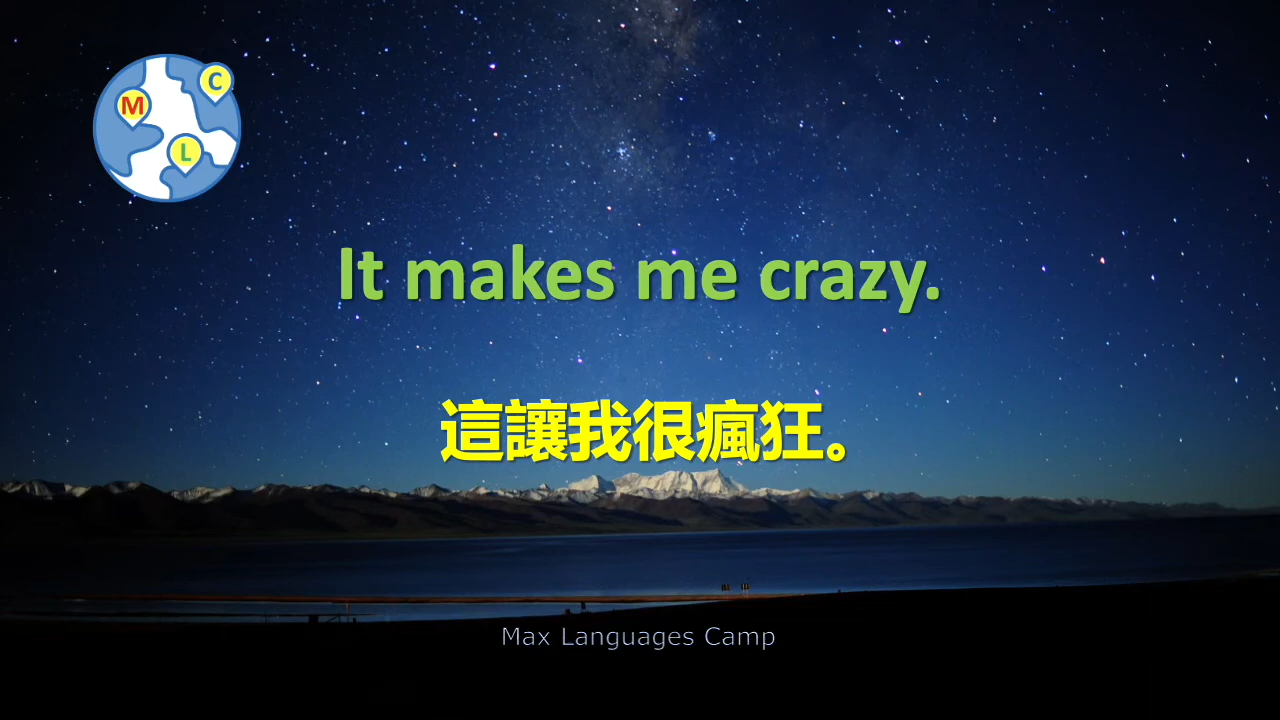 M
C
L
It makes me crazy.
這讓我很瘋狂。
Max Languages Camp